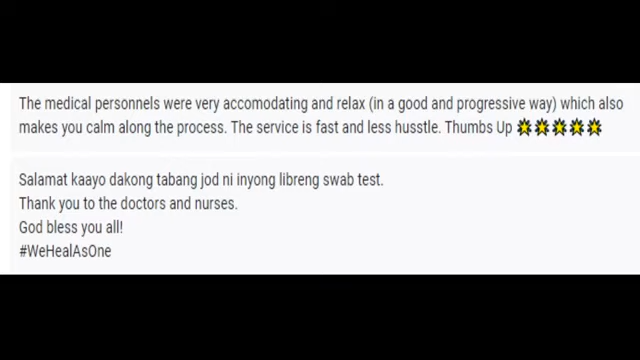 The medical personnels were very accomodating and relax (in a good and progressive way) which also
makes you calm along the process. The service is fast and less husstle. Thumbs Up 🌟🌟🌟🌟🌟
Salamat kaayo dakong tabang jod ni inyong libreng swab test.
Thank you to the doctors and nurses.
God bless you all!
#WeHealAsOne